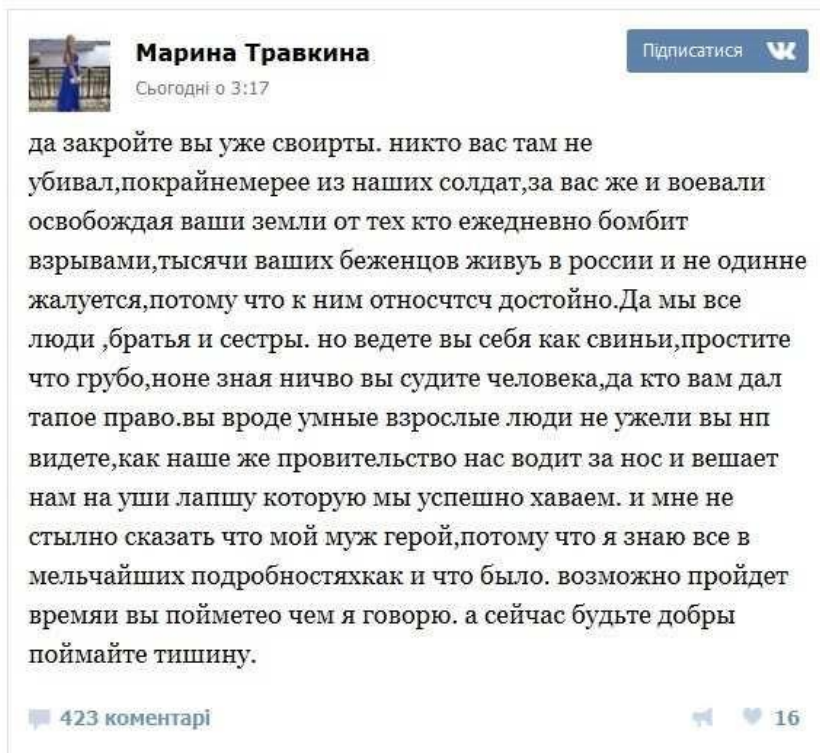 Марина Травкина
Підписатися
Сьогодні о 3:17
да закройте вы уже своирты. никто вас там не
убивал,покрайнемерее из наших солдат,за вас же и воевали
освобождая ваши земли от тех кто ежедневно бомбит
взрывами,тысячи ваших беженцов живуъ в россии и не одинне
жалуется,потому что к ним относчтсч достойно.Да мы все
люди ,братья и сестры. но ведете вы себя как свиньи,простите
что грубо,ноне зная ничво вы судите человека,да кто вам дал
тапое право.вы вроде умные взрослые люди не ужели вы нп
видете,как наше же провительство нас водит за нос и вешает
нам на уши лапшу которую мы успешно хаваем. и мне не
стылно сказать что мой муж герой,потому что я знаю все в
мельчайших подробностяхкак и что было. возможно пройдет
времяи вы пойметео чем я говорю. а сейчас будьте добры
поймайте тишину.
423 коментарі
16